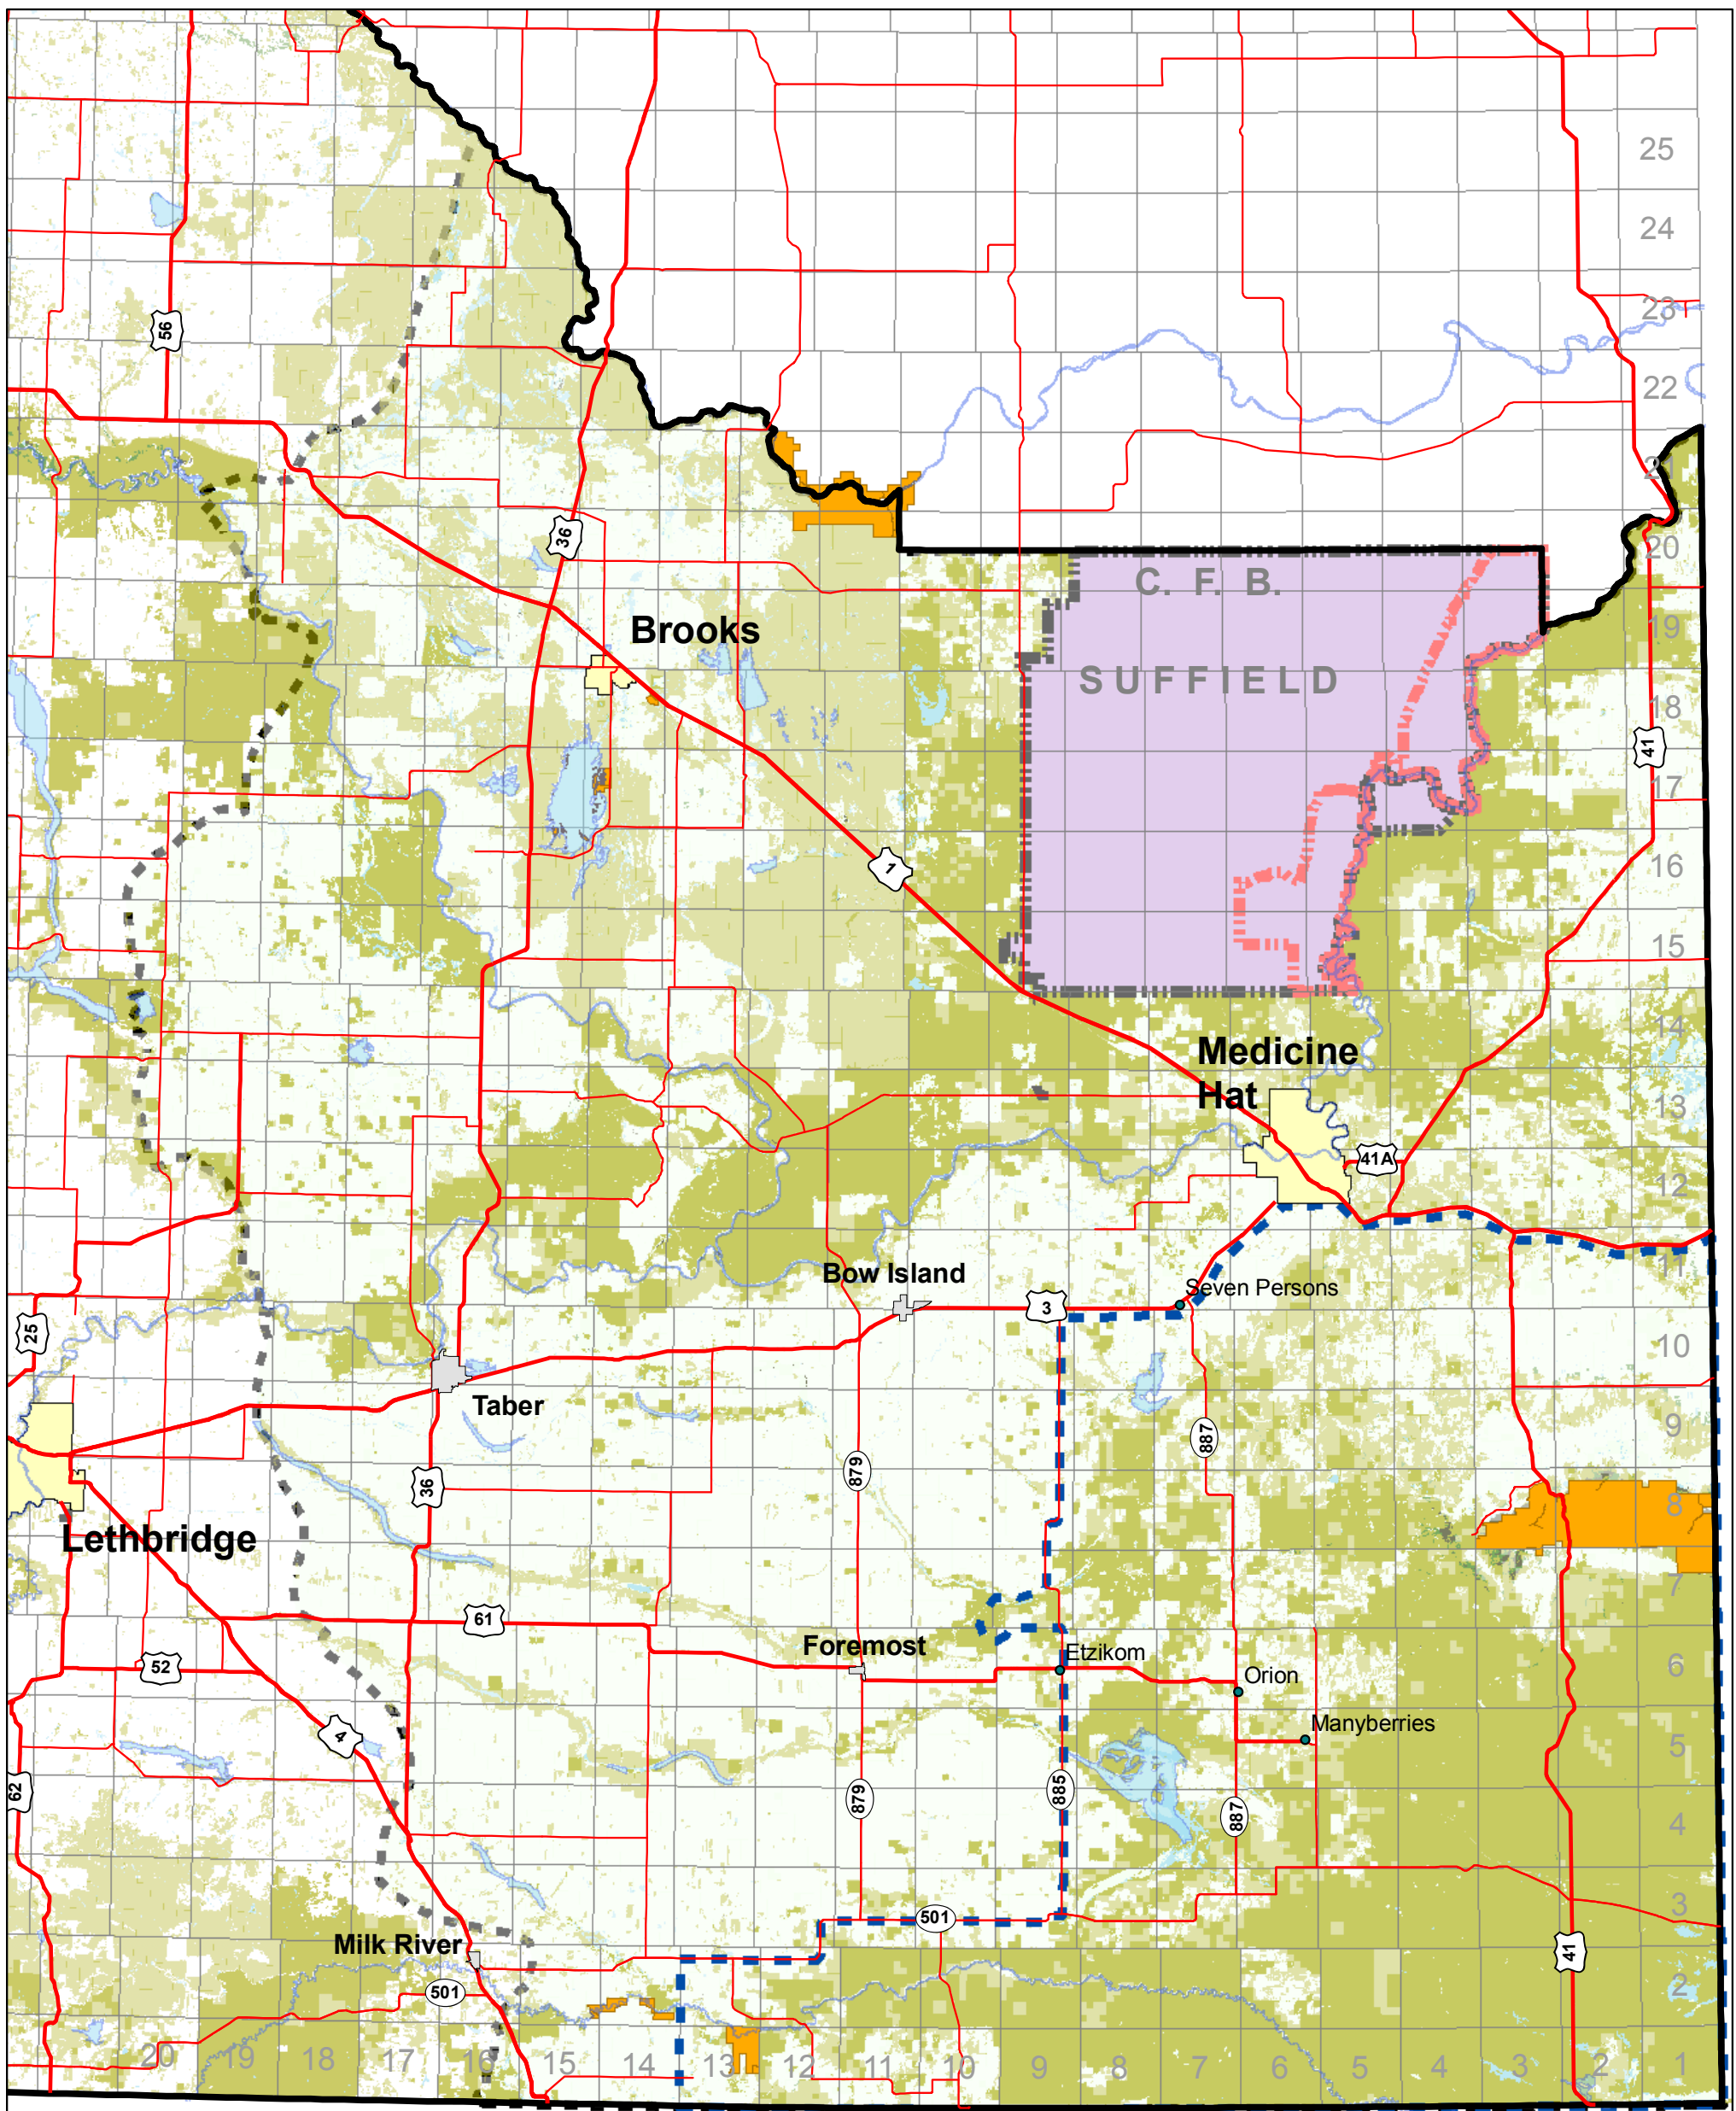 25
24
23
56
22
21
36
20
C. F. B.
Brooks
19
SUFFIELD
18
41
17
1
16
15
14
Medicine
Hat
13
41A
12
11
Bow Island
Seven Persons
3
25
10
Taber
9
887
879
36
8
Lethbridge
7
61
Foremost
Etzikom
52
6
Orion
Manyberries
4
5
62
879
885
887
4
3
501
Milk River
41
501
2
20 19 18 17 16 15 14 13 12 11 10 9 8 7 6 5 4 3 2 1